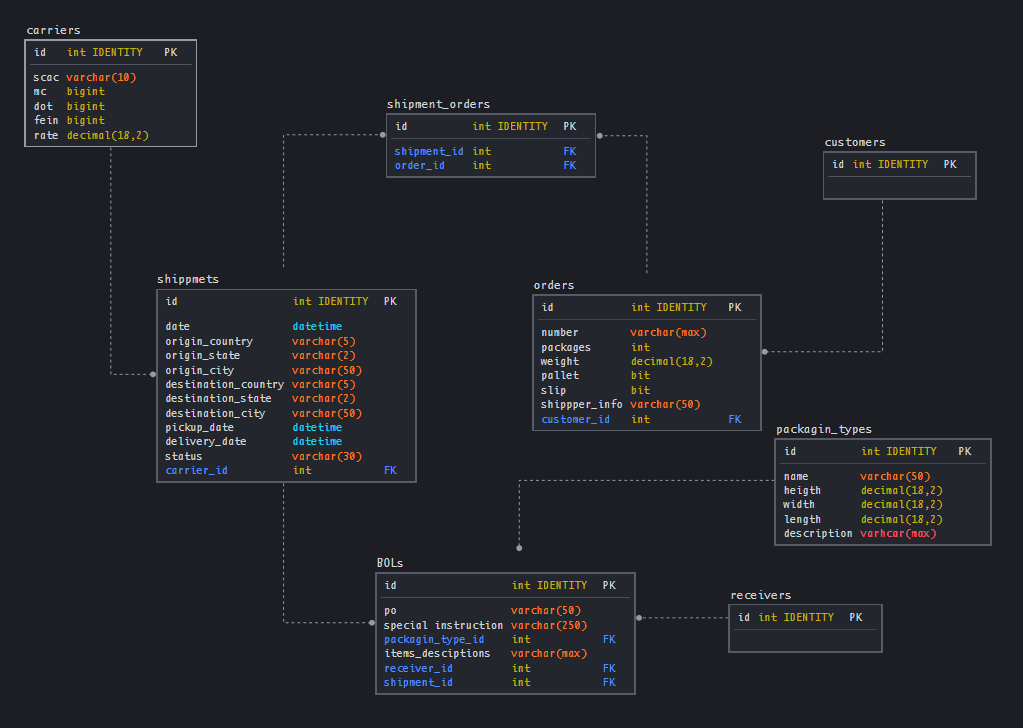 carriers
id int IDENTITY PK
scac varchar(10)
mc bigint
dot bigint
fein bigint
rate decimal(18,2)
shipment_orders
id int IDENTITY PK
shipment_id int FK
order_id int FK
customers
id int IDENTITY PK
shippmets
id int IDENTITY PK
date datetime
origin_country varchar(5)
origin_state varchar(2)
origin_city varchar(50)
destination_country varchar(5)
destination_state varchar(2)
destination_city varchar(50)
pickup_date datetime
delivery_date datetime
status varchar(30)
carrier_id int FK
orders
id int IDENTITY PK
number varchar(max)
packages int
weight decimal(18,2)
pallet bit
slip bit
shippper_info varchar(50)
customer_id int FK
packagin_types
id int IDENTITY PK
name varchar(50)
heigth decimal(18,2)
width decimal(18,2)
length decimal(18,2)
description varhcar(max)
BOLs
id int IDENTITY PK
po varchar(50)
special instruction varchar(250)
packagin_type_id int FK
items_desciptions varchar(max)
receiver_id int FK
shipment_id int FK
receivers
id int IDENTITY PK